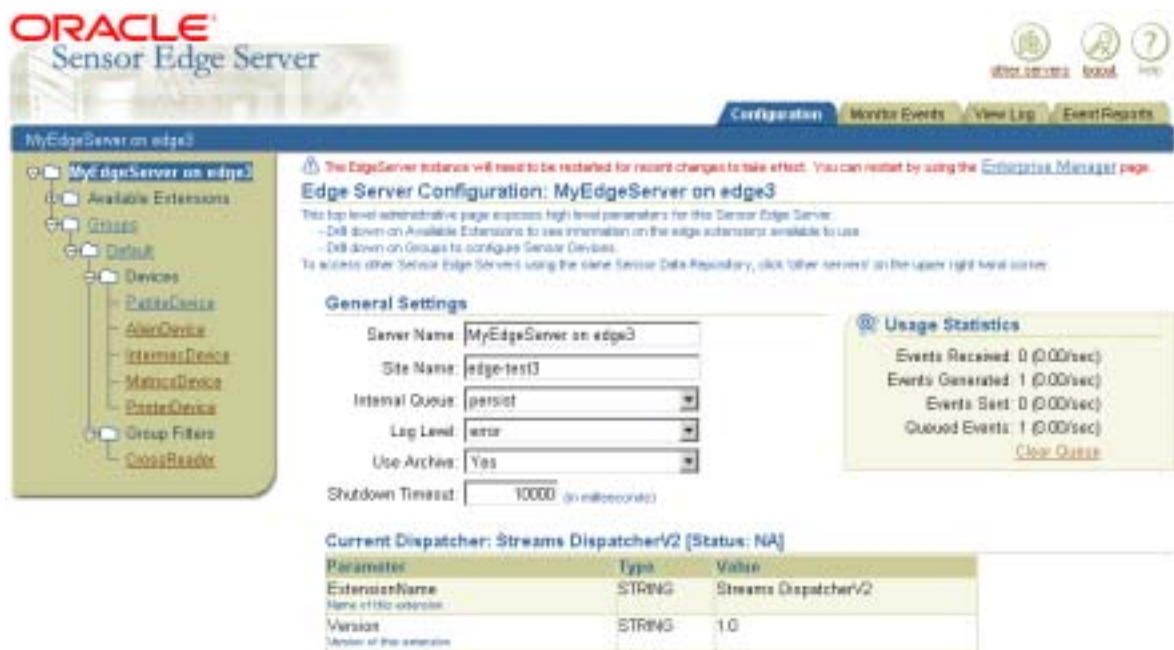 ORACLE
Sensor Edge Server
other servers logout help
Configuration Monitor Events View Log Event Reports
MyEdgeServer on edge3
MyEdgeServer on edge3
Available Extensions
Groups
Default
Devices
PatliteDevice
AlienDevice
IntermecDevice
MatricsDevice
PrinterDevice
Group Filters
CrossReader
The EdgeServer instance will need to be restarted for recent changes to take effect. You can restart by using the Enterprise Manager page.
Edge Server Configuration: MyEdgeServer on edge3
This top level administrative page exposes high level parameters for this Sensor Edge Server.
- Drill down on Available Extensions to see information on the edge extensions available to use
- Drill down on Groups to configure Sensor Devices.
To access other Sensor Edge Servers using the same Sensor Data Repository, click 'other servers' on the upper right hand corner.
General Settings
Server Name: MyEdgeServer on edge3
Site Name: edge-test3
Internal Queue: persist
Log Level: error
Use Archive: Yes
Shutdown Timeout: 10000 (in milliseconds)
Usage Statistics
Events Received: 0 (0.00/sec)
Events Generated: 1 (0.00/sec)
Events Sent: 0 (0.00/sec)
Queued Events: 1 (0.00/sec)
Clear Queue
Current Dispatcher: Streams DispatcherV2 [Status: NA]
Parameter Type Value
ExtensionName STRING Streams DispatcherV2
Name of this extension
Version STRING 1.0
Version of this extension